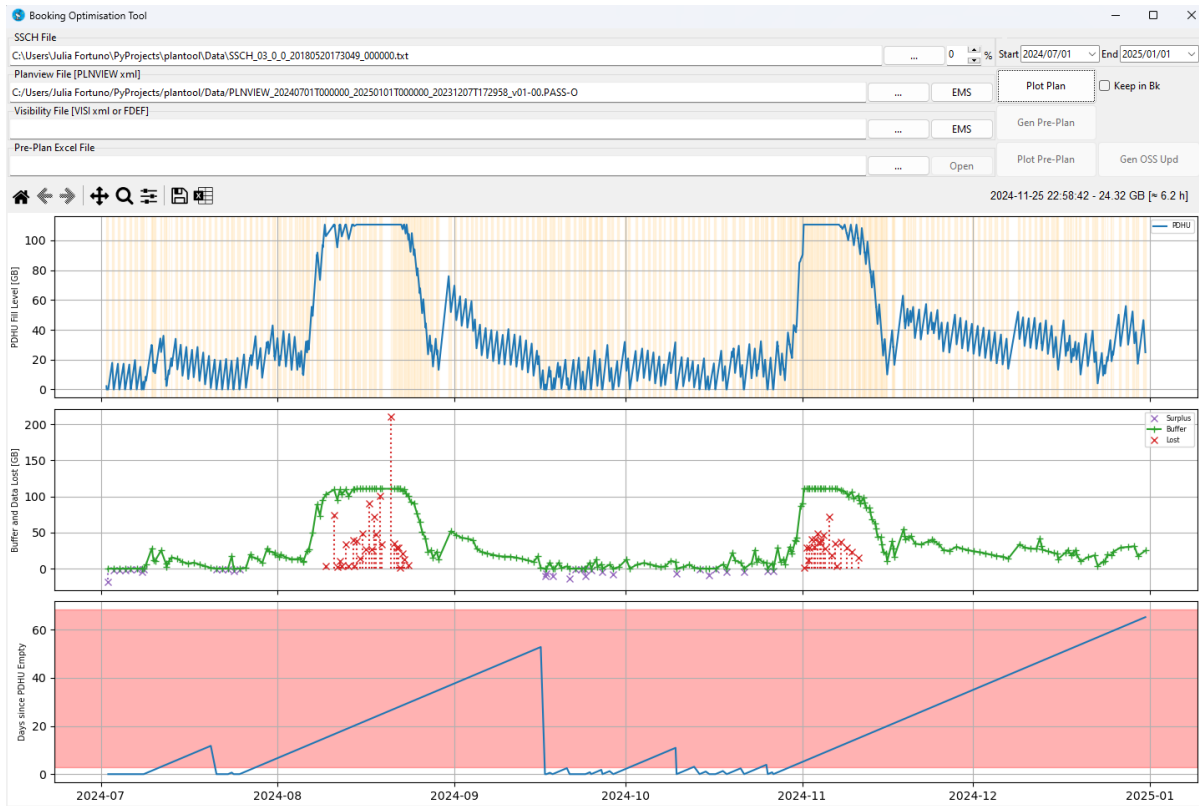 Booking Optimisation Tool
SSCH File
C:\Users\Julia Fortuno\PyProjects\plantool\Data\SSCH_03_0_0_20180520173049_000000.txt
...
0
%
Start 2024/07/01
End 2025/01/01
Planview File [PLNVIEW xml]
C:/Users/Julia Fortuno/PyProjects/plantool/Data/PLNVIEW_20240701T000000_20250101T000000_20231207T172958_v01-00.PASS-O
...
EMS
Plot Plan
Keep in Bk
Visibility File [VISI xml or FDEF]
...
EMS
Gen Pre-Plan
Pre-Plan Excel File
...
Open
Plot Pre-Plan
Gen OSS Upd
2024-11-25 22:58:42 - 24.32 GB [≈ 6.2 h]
PDHU Fill Level [GB]
100
80
60
40
20
0
PDHU
Buffer and Data Lost [GB]
200
150
100
50
0
Surplus
Buffer
Lost
Days since PDHU Empty
60
40
20
0
2024-07
2024-08
2024-09
2024-10
2024-11
2024-12
2025-01